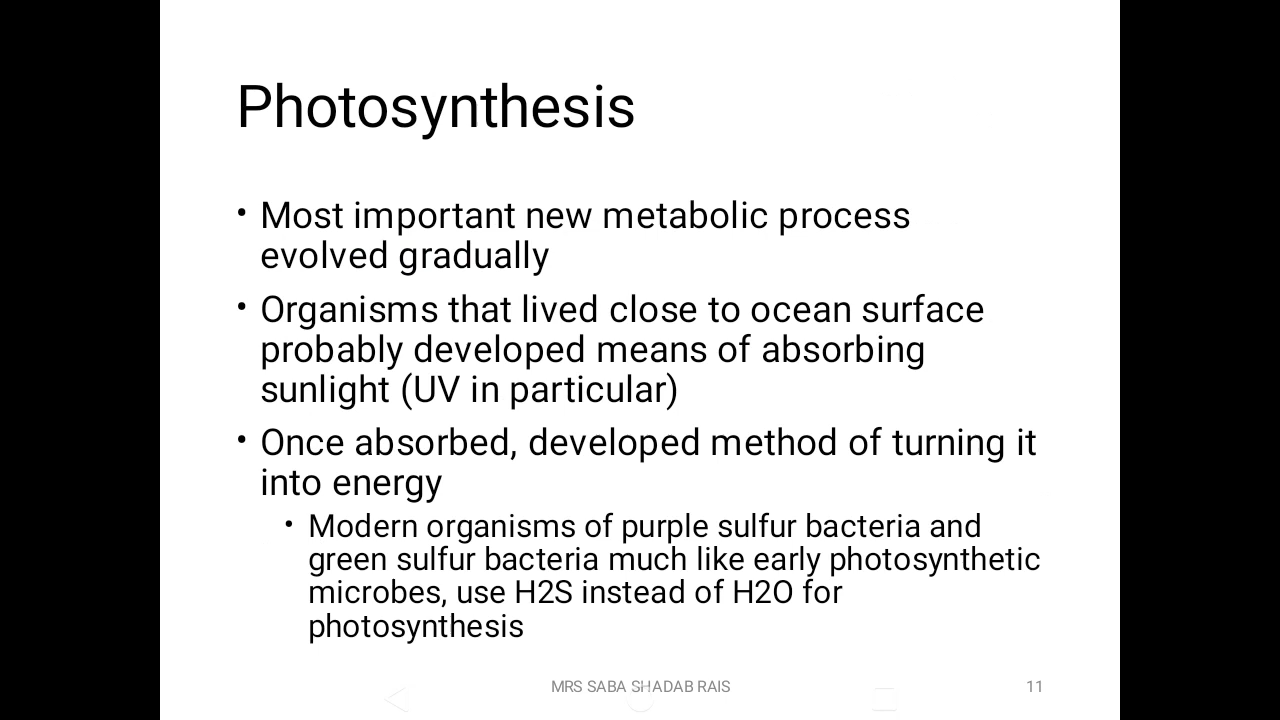 Photosynthesis
• Most important new metabolic process
evolved gradually
• Organisms that lived close to ocean surface
probably developed means of absorbing
sunlight (UV in particular)
• Once absorbed, developed method of turning it
into energy
• Modern organisms of purple sulfur bacteria and
green sulfur bacteria much like early photosynthetic
microbes, use H2S instead of H2O for
photosynthesis
MRS SABA SHADAB RAIS 11